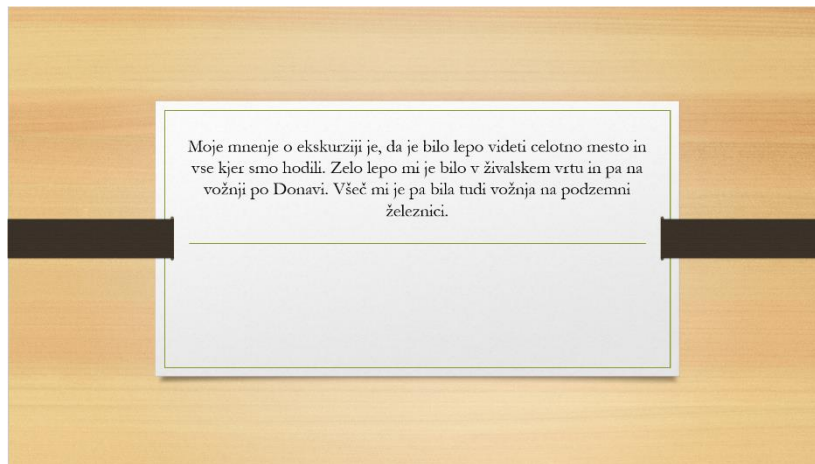 Moje mnenje o ekskurziji je, da je bilo lepo videti celotno mesto in
vse kjer smo hodili. Zelo lepo mi je bilo v živalskem vrtu in pa na
vožnji po Donavi. Všeč mi je pa bila tudi vožnja na podzemni
železnici.